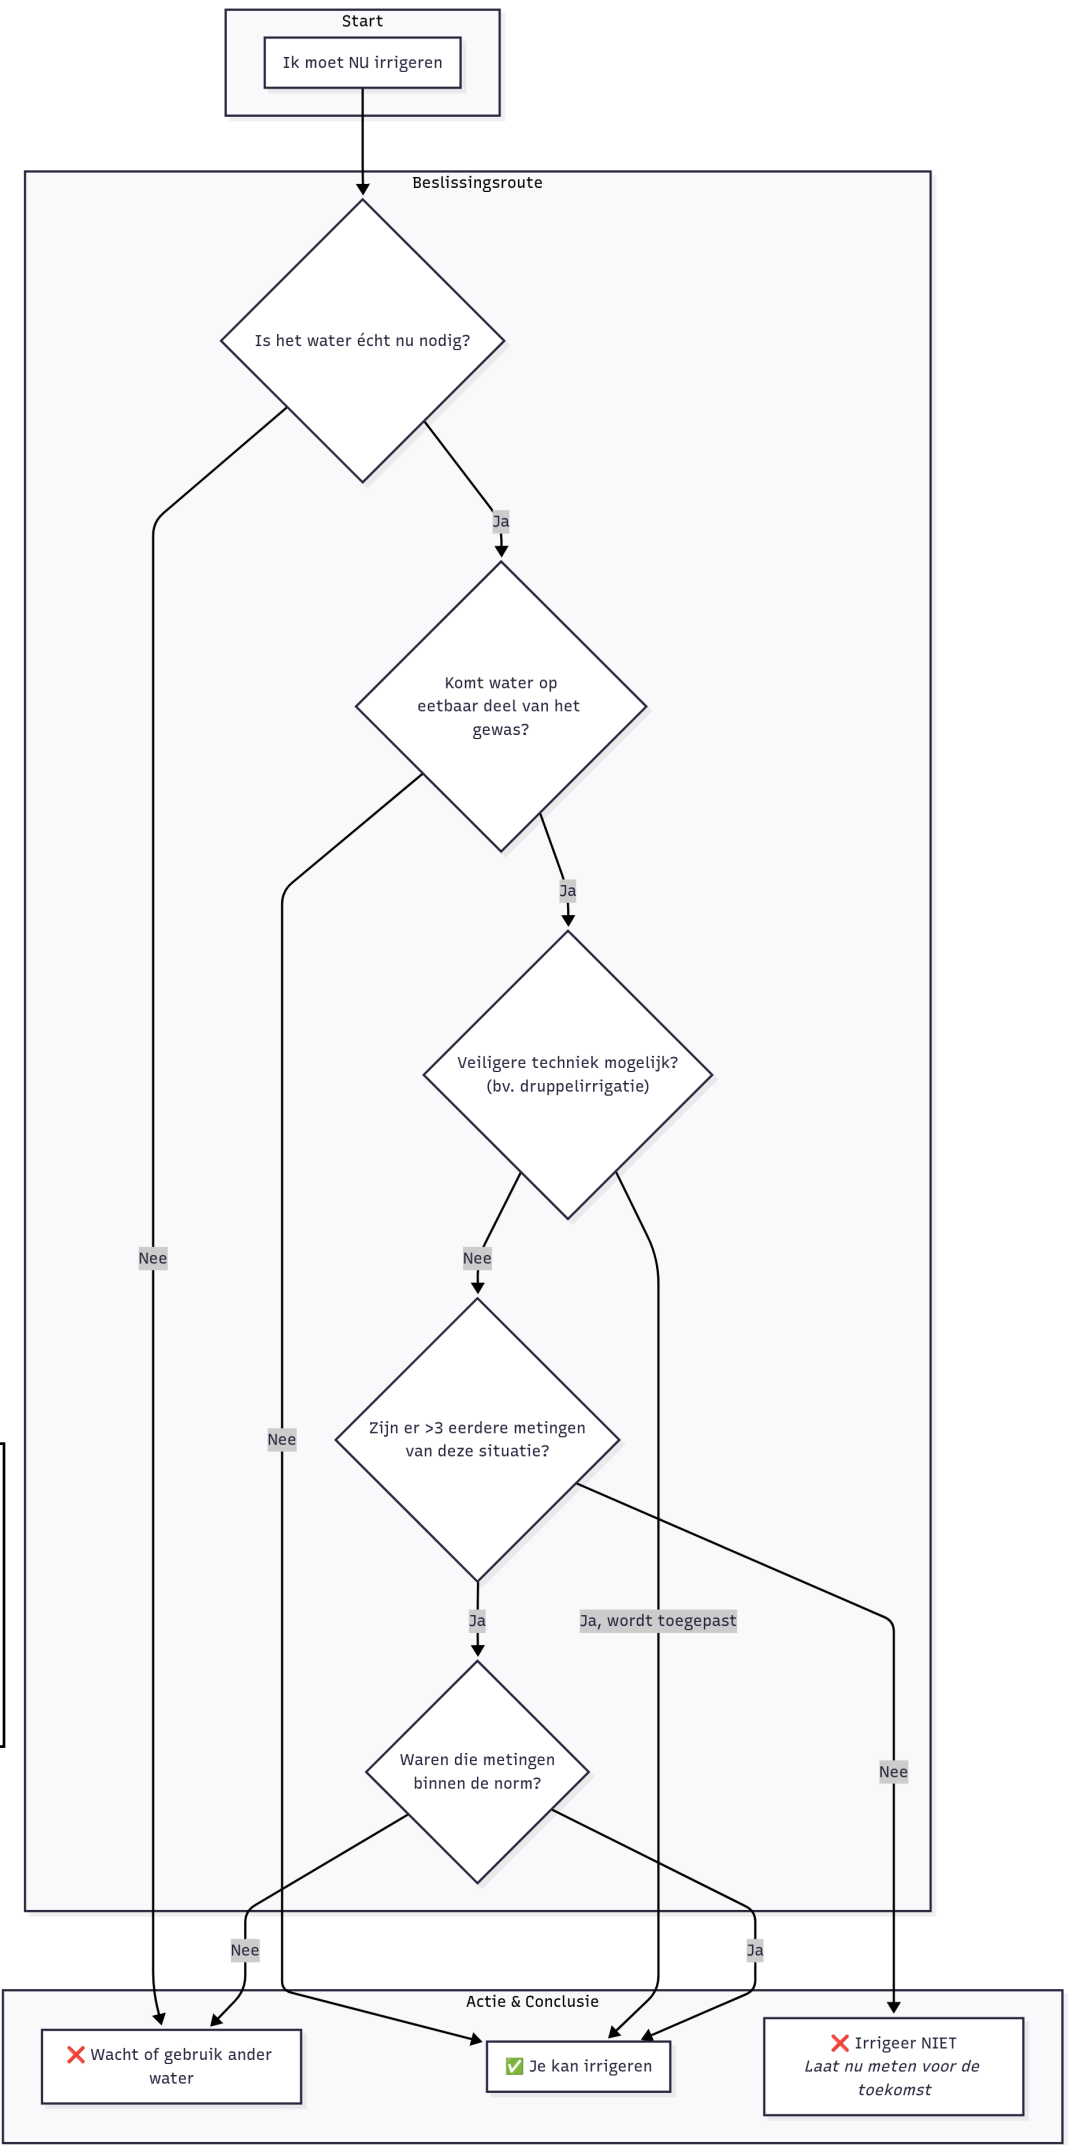 Start
Ik moet NU irrigeren
Beslissingsroute
Is het water écht nu nodig?
Ja
Komt water op
eetbaar deel van het
gewas?
Ja
Veiligere techniek mogelijk?
(bv. druppelirrigatie)
Nee
Nee
Zijn er >3 eerdere metingen
van deze situatie?
Nee
Ja
Ja, wordt toegepast
Waren die metingen
binnen de norm?
Nee
Nee
Ja
Actie & Conclusie
❌ Wacht of gebruik ander
water
✅ Je kan irrigeren
❌ Irrigeer NIET
Laat nu meten voor de
toekomst